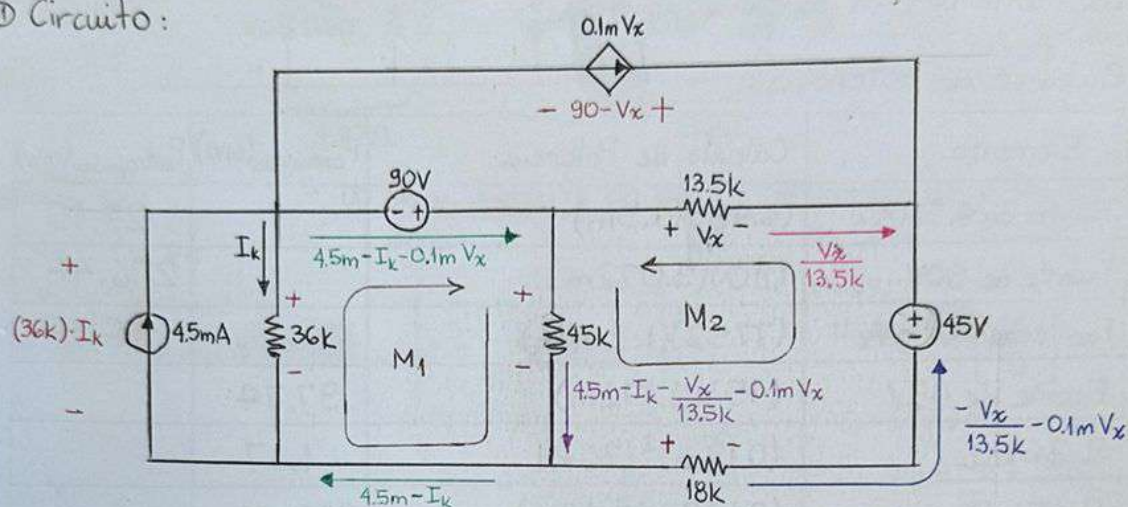 ① Circuito:
0.1m Vx
- 90-Vx +
90V
- +
13.5k
+ Vx -
Ik
4.5m-Ik-0.1m Vx
Vx
13.5k
+
(36k)·Ik
-
4.5mA
+
36k
-
M1
+
45k
-
M2
+
-
45V
4.5m-Ik-Vx/13.5k-0.1m Vx
-Vx/13.5k-0.1m Vx
+ -
18k
4.5m-Ik